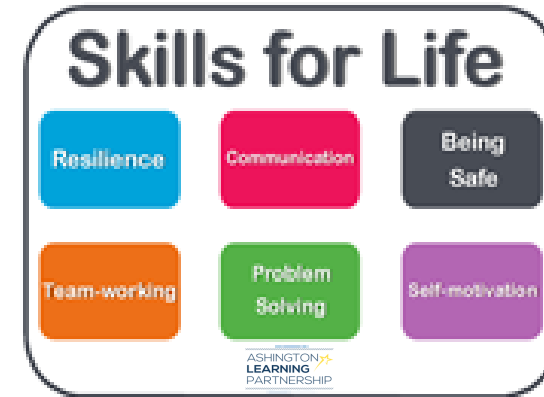 Skills for Life
Resilience
Communication
Being
Safe
Team-working
Problem
Solving
Self-motivation
ASHINGTON
LEARNING
PARTNERSHIP